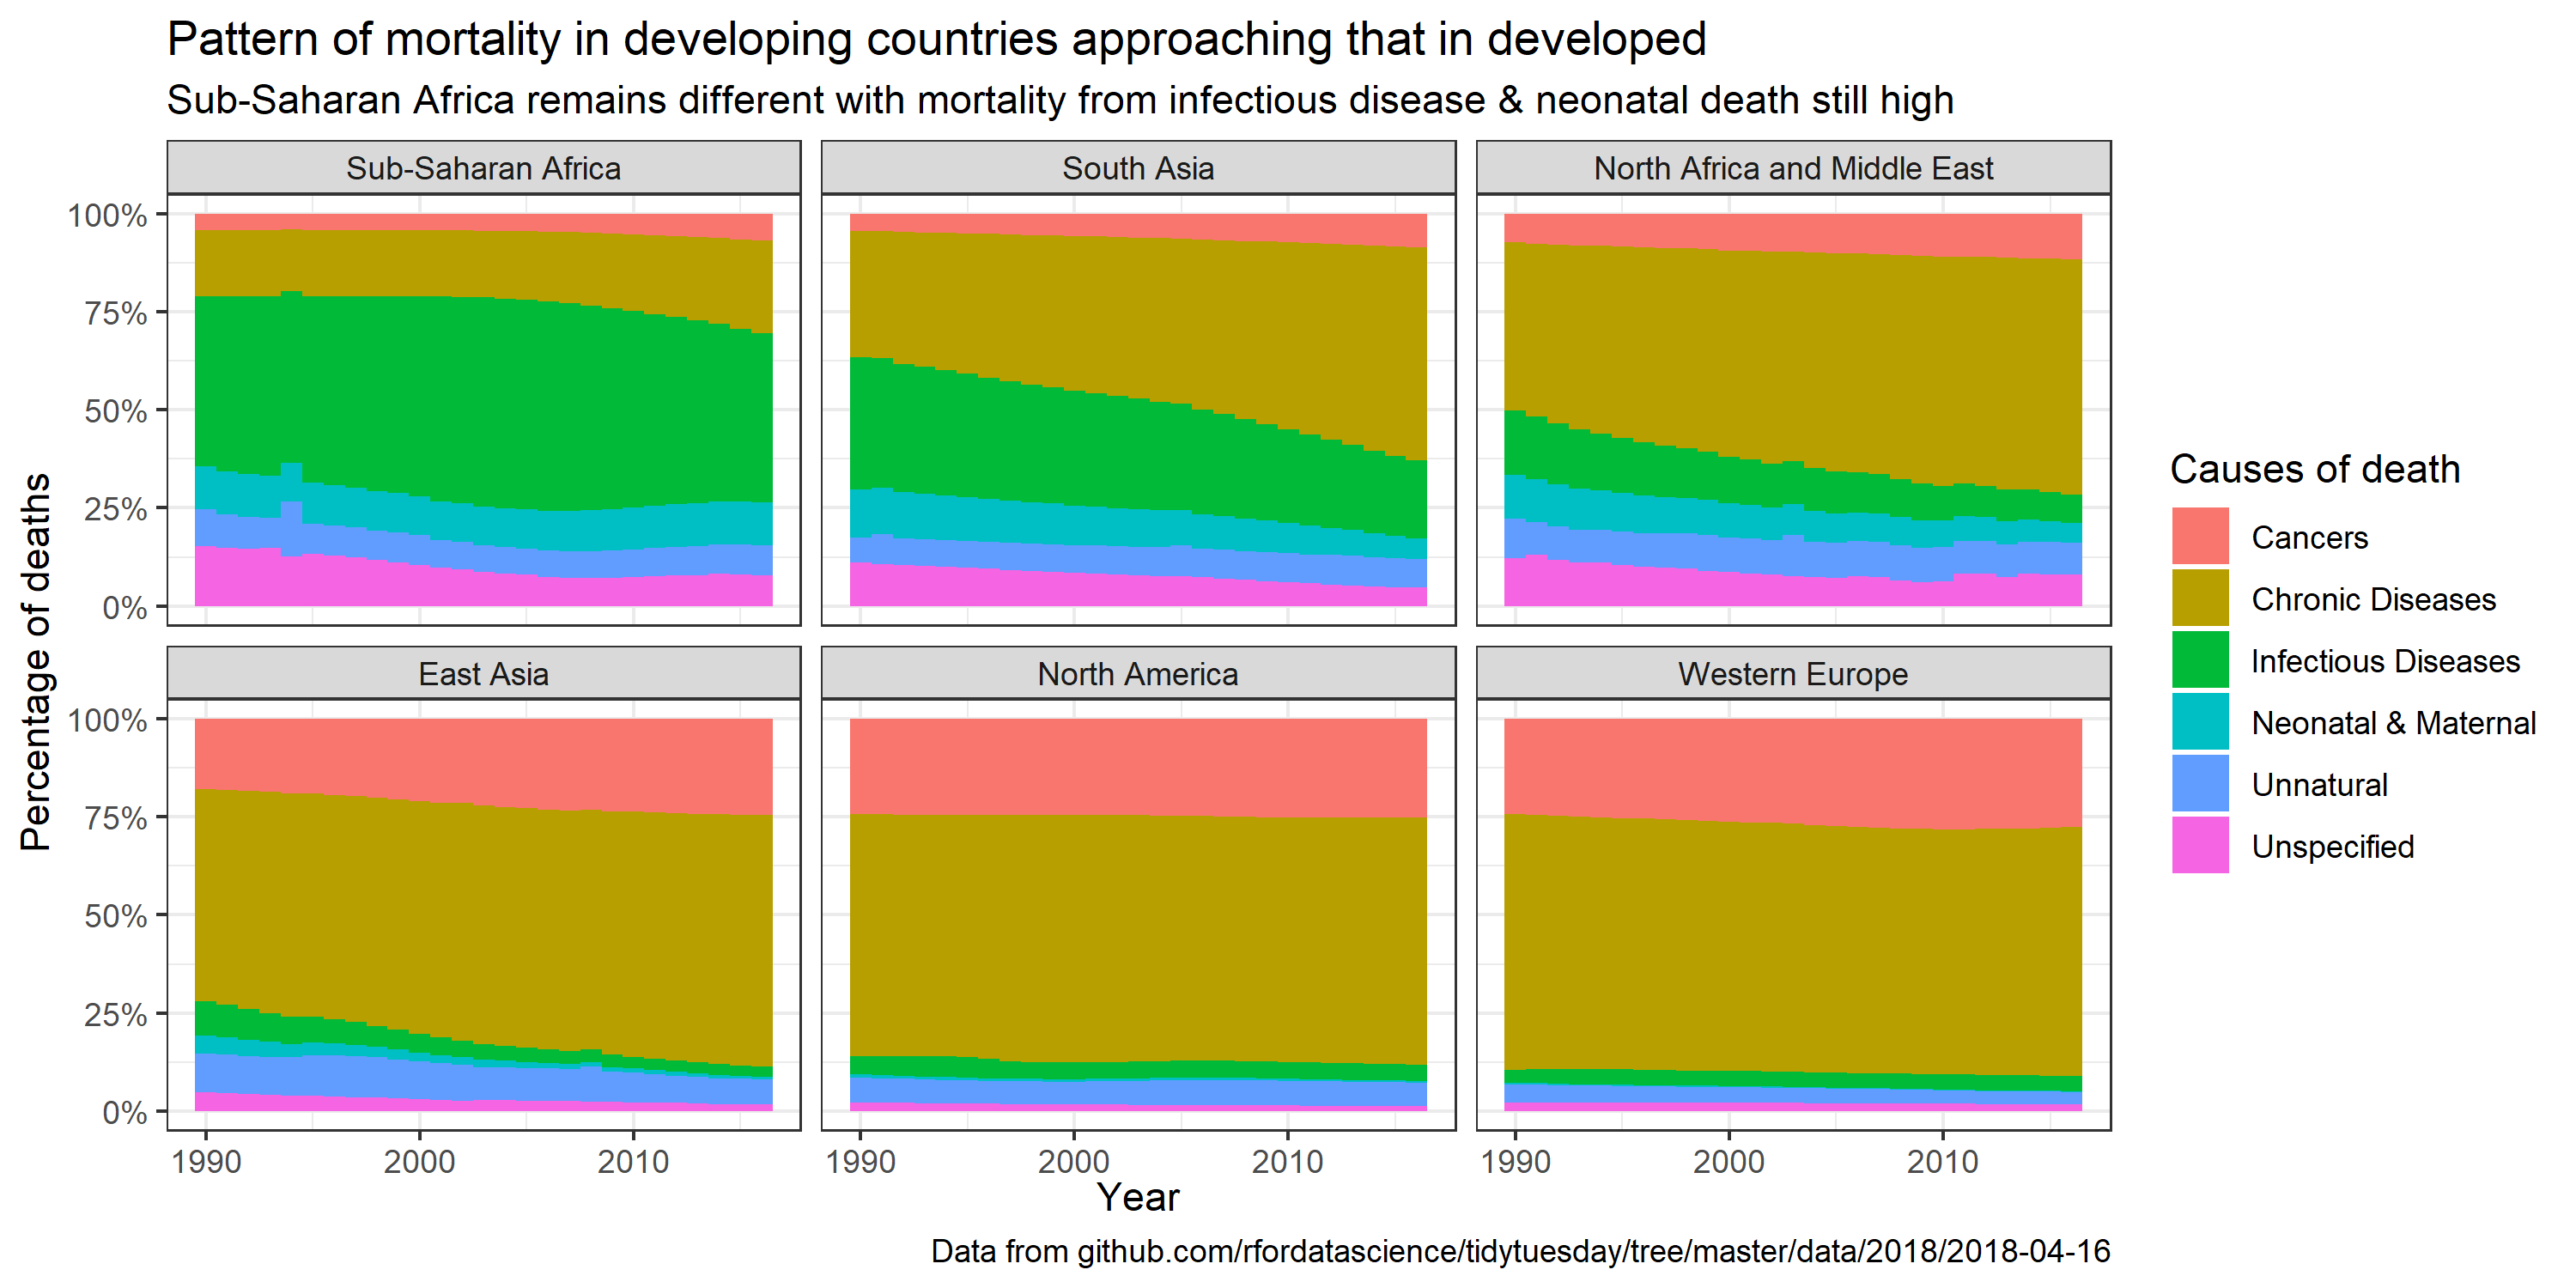 Pattern of mortality in developing countries approaching that in developed
Sub-Saharan Africa remains different with mortality from infectious disease & neonatal death still high
Sub-Saharan Africa
South Asia
North Africa and Middle East
100%
75%
50%
25%
0%
East Asia
North America
Western Europe
100%
75%
50%
25%
0%
Percentage of deaths
1990
2000
2010
1990
2000
2010
1990
2000
2010
Year
Causes of death
Cancers
Chronic Diseases
Infectious Diseases
Neonatal & Maternal
Unnatural
Unspecified
Data from github.com/rfordatascience/tidytuesday/tree/master/data/2018/2018-04-16